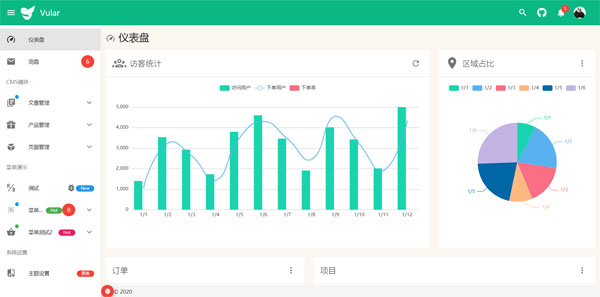 Vular
3
仪表盘
询盘
6
CMS模块
文章管理
产品管理
页面管理
菜单演示
测试
New
菜单...
Hot
8
菜单测试2
Hot
系统设置
主题设置
更新
仪表盘
访客统计
访问用户 下单用户 下单率
5,000
4,000
3,000
2,000
1,000
0
1/1 1/2 1/3 1/4 1/5 1/6 1/7 1/8 1/9 1/10 1/11 1/12
区域占比
1/1 1/2 1/3 1/4 1/5 1/6
1/1
1/2
1/3
1/4
1/5
1/6
订单
项目
© 2020